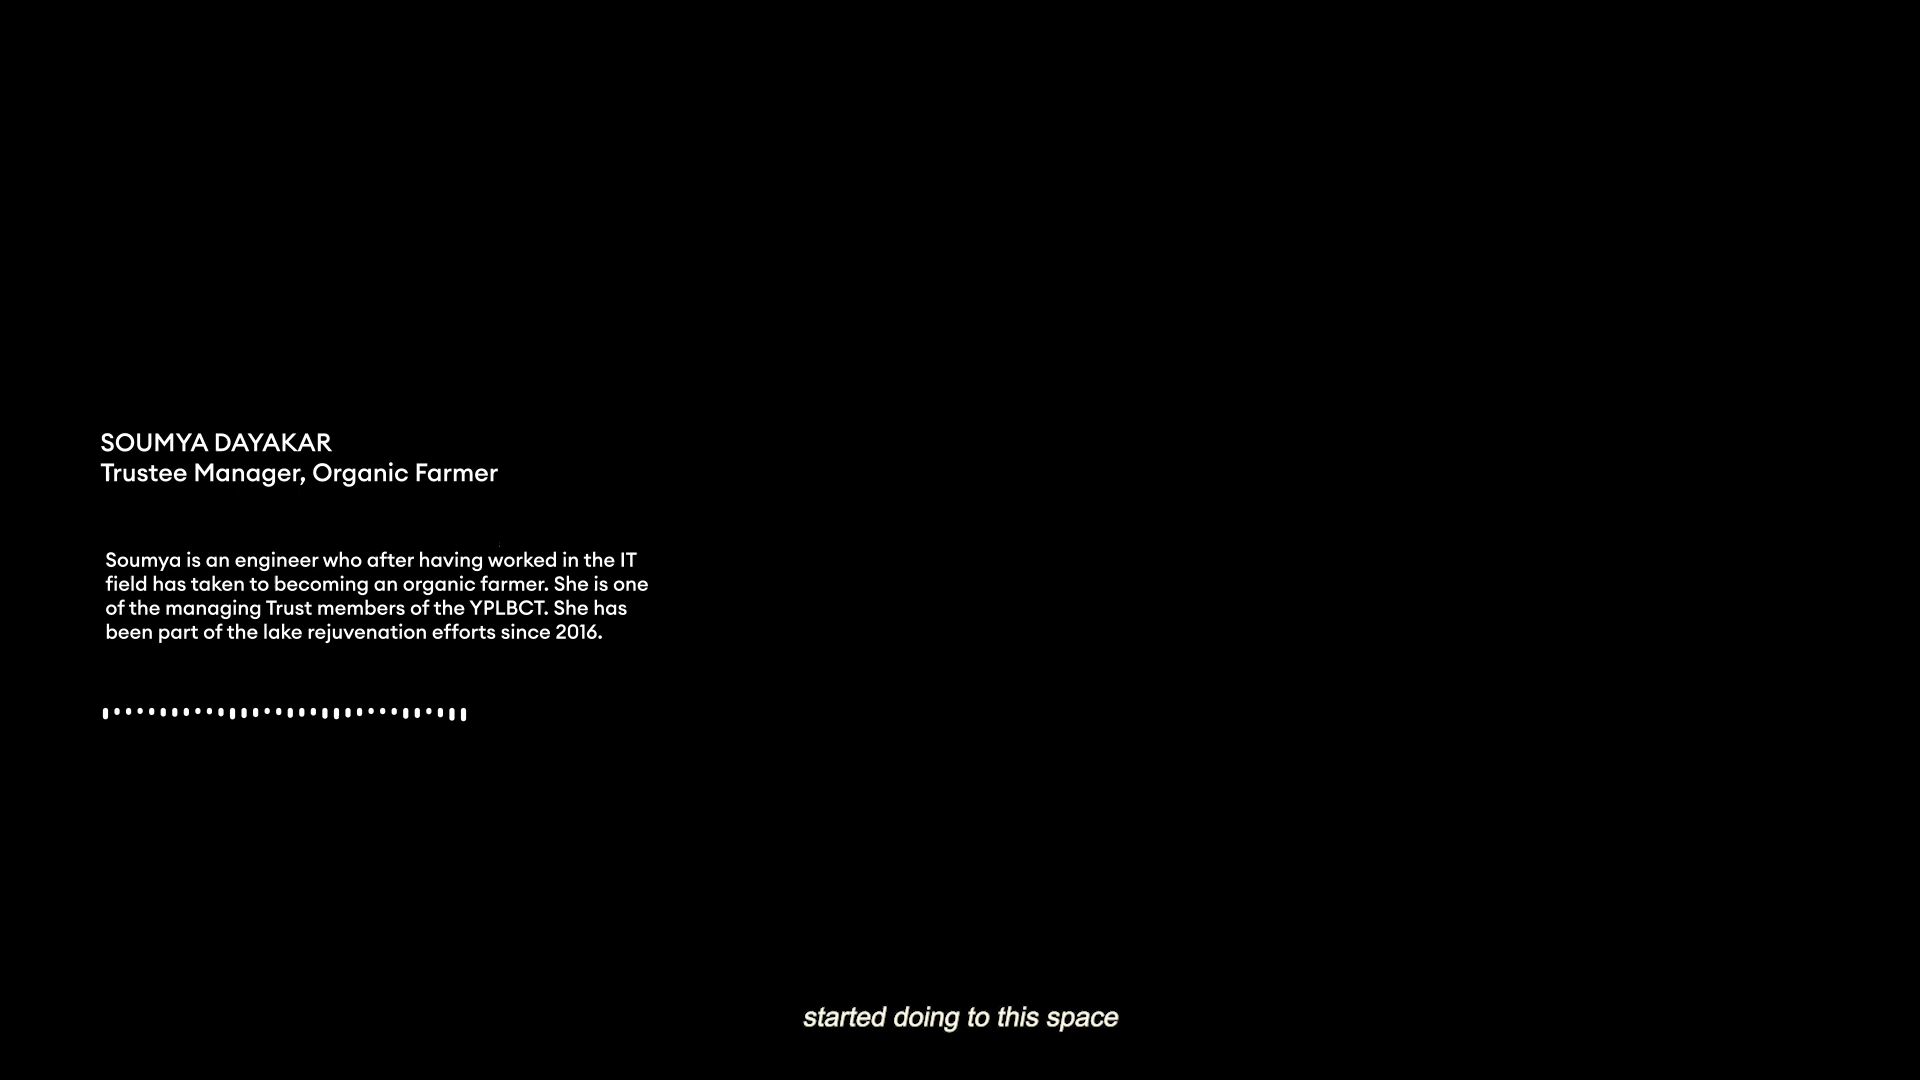 SOUMYA DAYAKAR
Trustee Manager, Organic Farmer
Soumya is an engineer who after having worked in the IT
field has taken to becoming an organic farmer. She is one
of the managing Trust members of the YPLBCT. She has
been part of the lake rejuvenation efforts since 2016.
started doing to this space